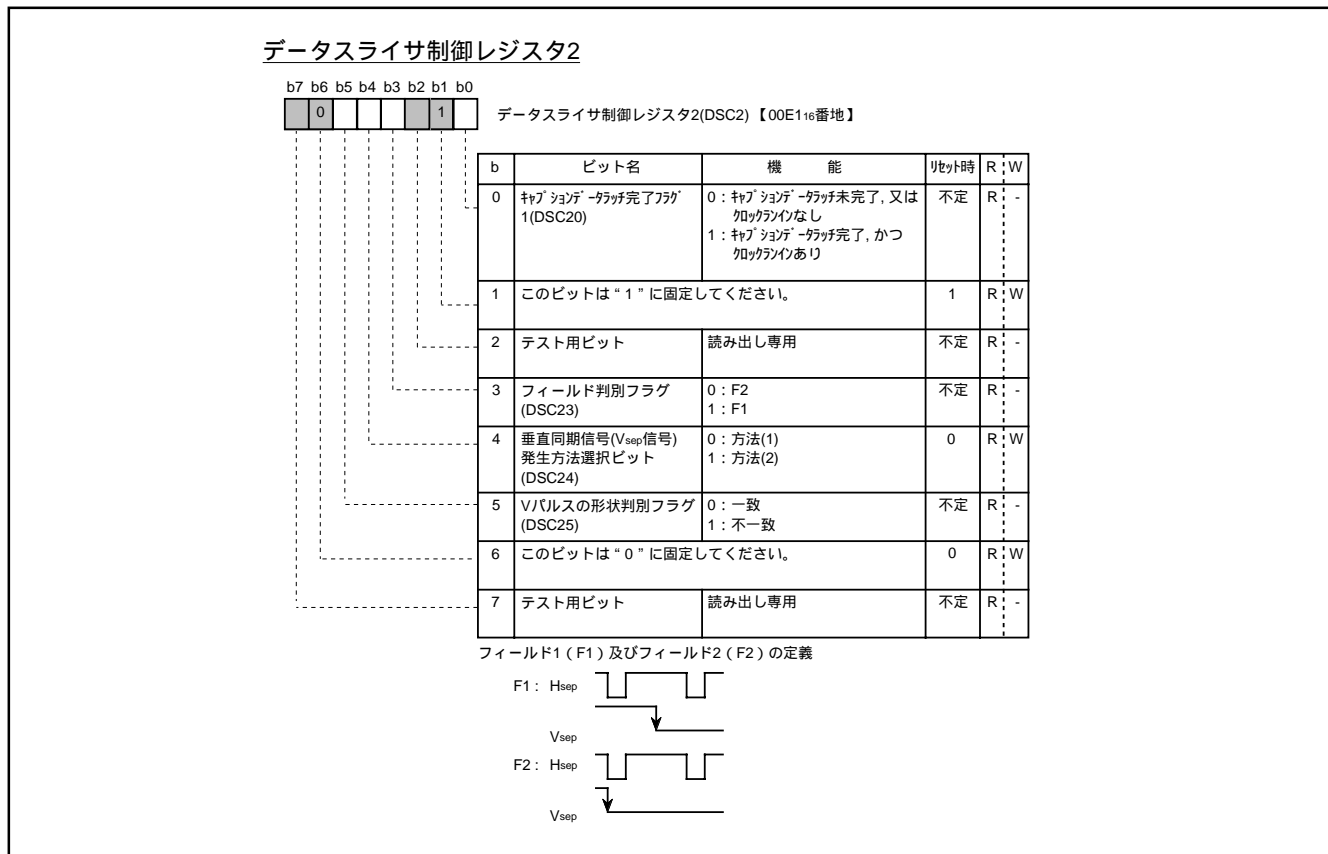 データスライサ制御レジスタ2
b7 b6 b5 b4 b3 b2 b1 b0
0 1
データスライサ制御レジスタ2(DSC2)【00E116番地】
b ビット名 機 能 リセット時 R W
0 キャプションデータラッチ完了フラグ 0：キャプションデータラッチ未完了, 又は 不定 R -
1(DSC20) クロックランインなし
1：キャプションデータラッチ完了, かつ
クロックランインあり
1 このビットは“1”に固定してください。 1 R W
2 テスト用ビット 読み出し専用 不定 R -
3 フィールド判別フラグ 0：F2 不定 R -
(DSC23) 1：F1
4 垂直同期信号(Vsep信号) 0：方法(1) 0 R W
発生方法選択ビット 1：方法(2)
(DSC24)
5 Vパルスの形状判別フラグ 0：一致 不定 R -
(DSC25) 1：不一致
6 このビットは“0”に固定してください。 0 R W
7 テスト用ビット 読み出し専用 不定 R -
フィールド1（F1）及びフィールド2（F2）の定義
F1： Hsep
Vsep
F2： Hsep
Vsep